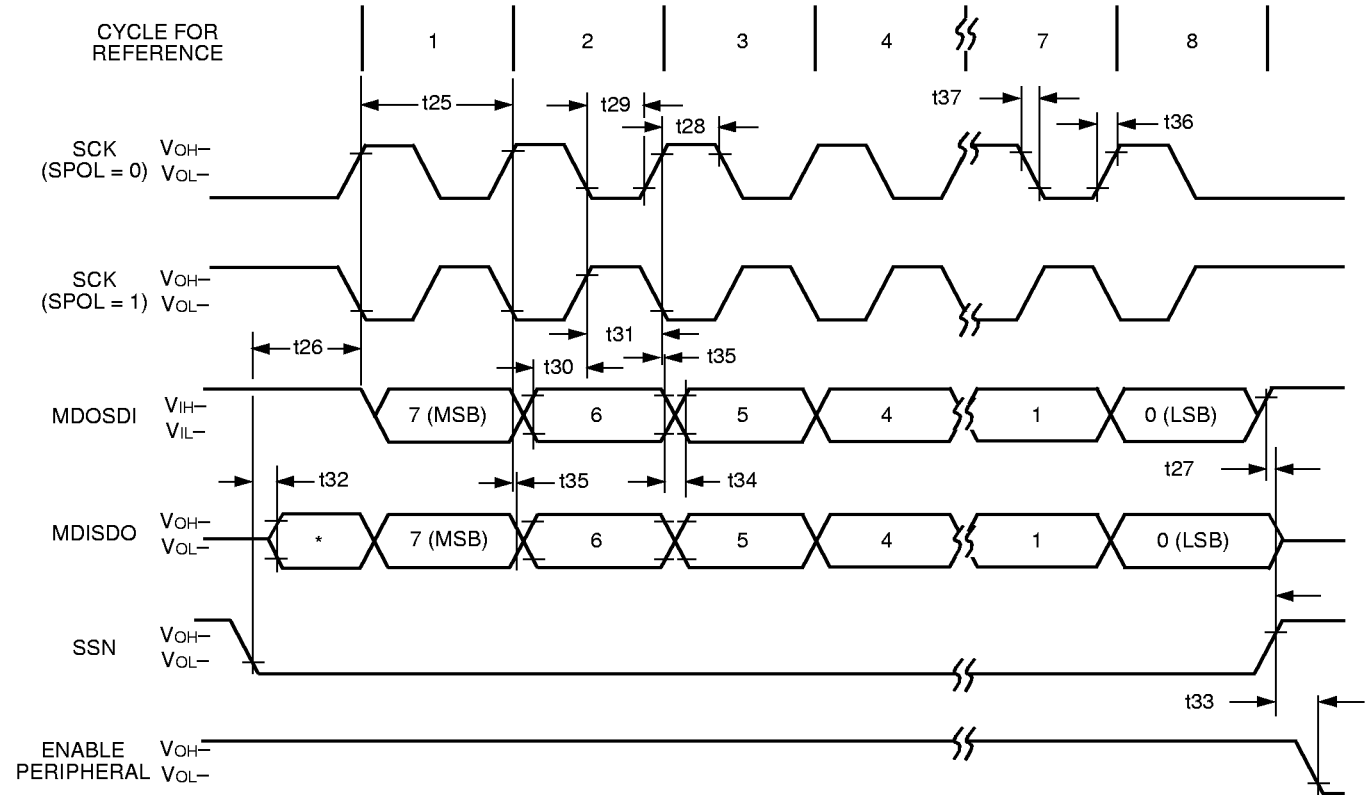 CYCLE FOR
REFERENCE
1 2 3 4 7 8
t25 t29 t37
t28 t36
SCK
(SPOL = 0)
VOH–
VOL–
SCK
(SPOL = 1)
VOH–
VOL–
t31
t26 t35
t30
MDOSDI
VIH–
VIL–
7 (MSB) 6 5 4 1 0 (LSB)
t27
t32 t35 t34
MDISDO
VOH–
VOL–
* 7 (MSB) 6 5 4 1 0 (LSB)
SSN
VOH–
VOL–
t33
ENABLE
PERIPHERAL
VOH–
VOL–